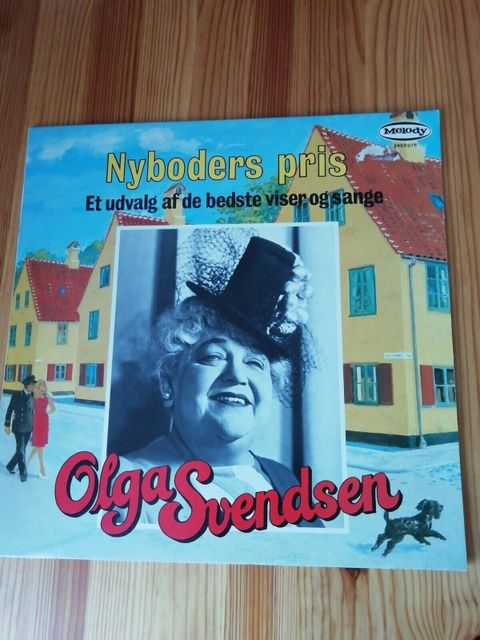 Melody
Nyboders pris
Et udvalg af de bedste viser og sange
Olga Svendsen